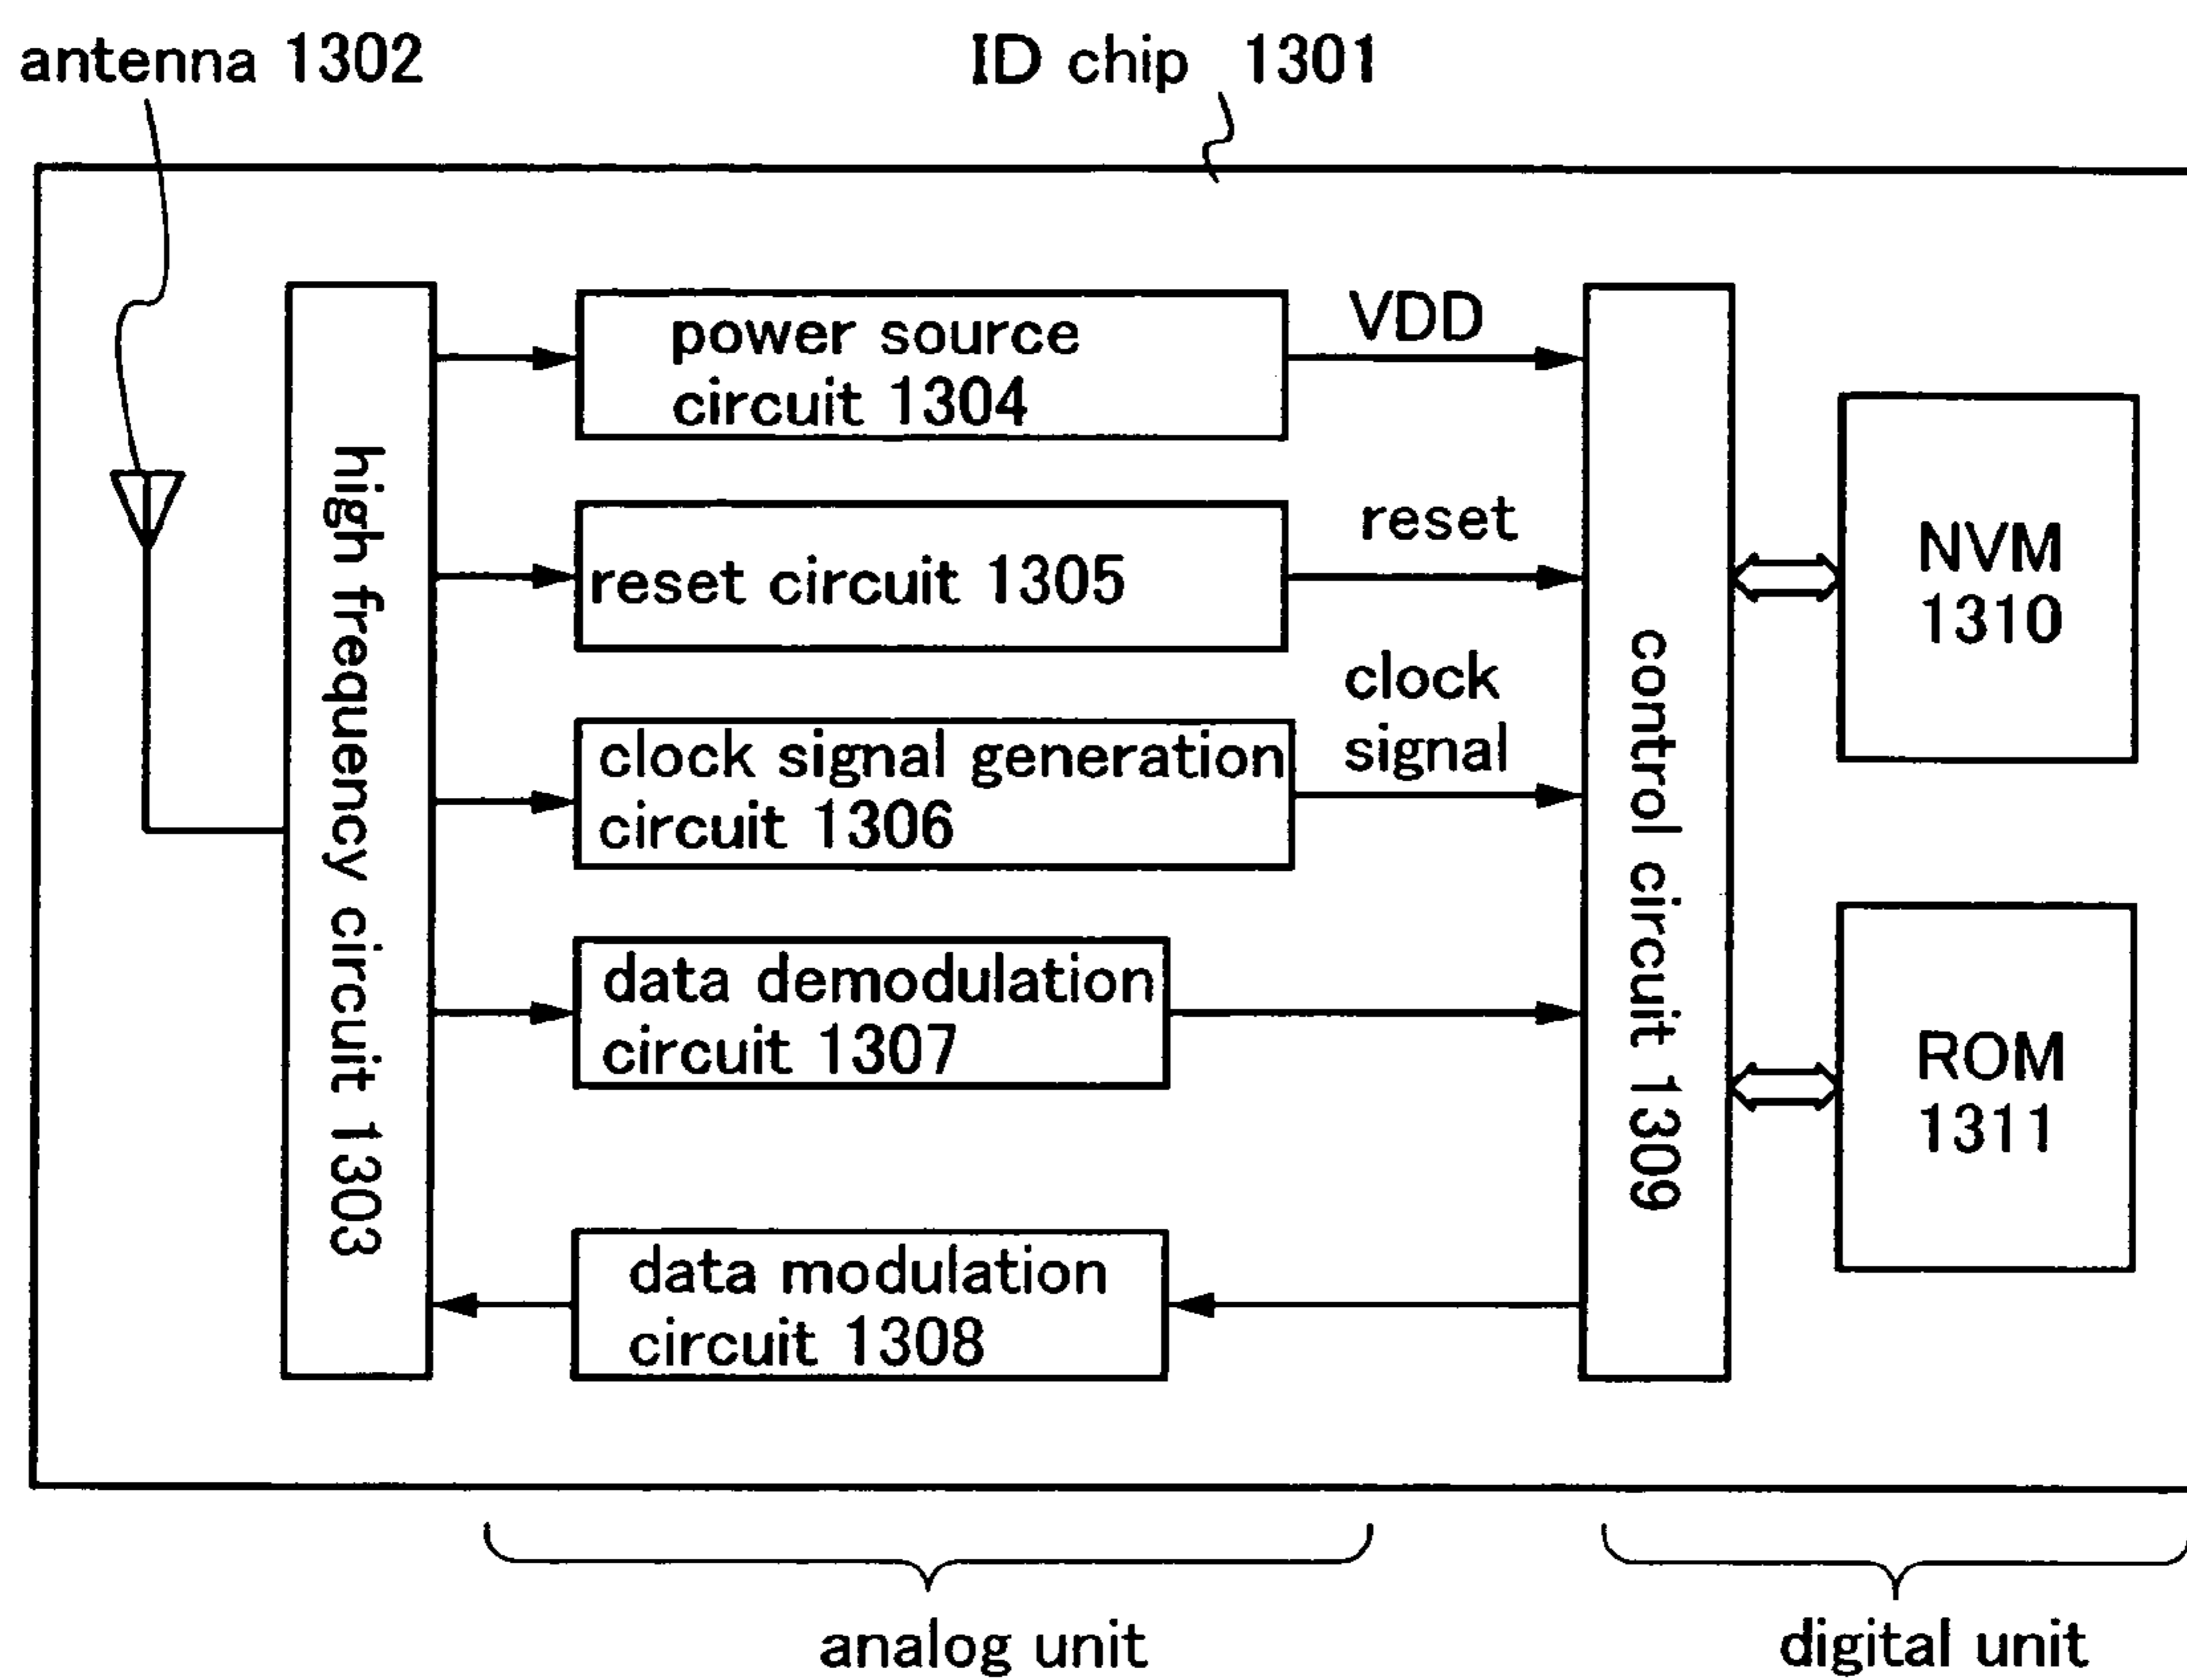 antenna 1302
ID chip 1301
high frequency circuit 1303
power source
circuit 1304
VDD
reset circuit 1305
reset
clock signal generation
circuit 1306
clock
signal
data demodulation
circuit 1307
data modulation
circuit 1308
control circuit 1309
NVM
1310
ROM
1311
analog unit
digital unit